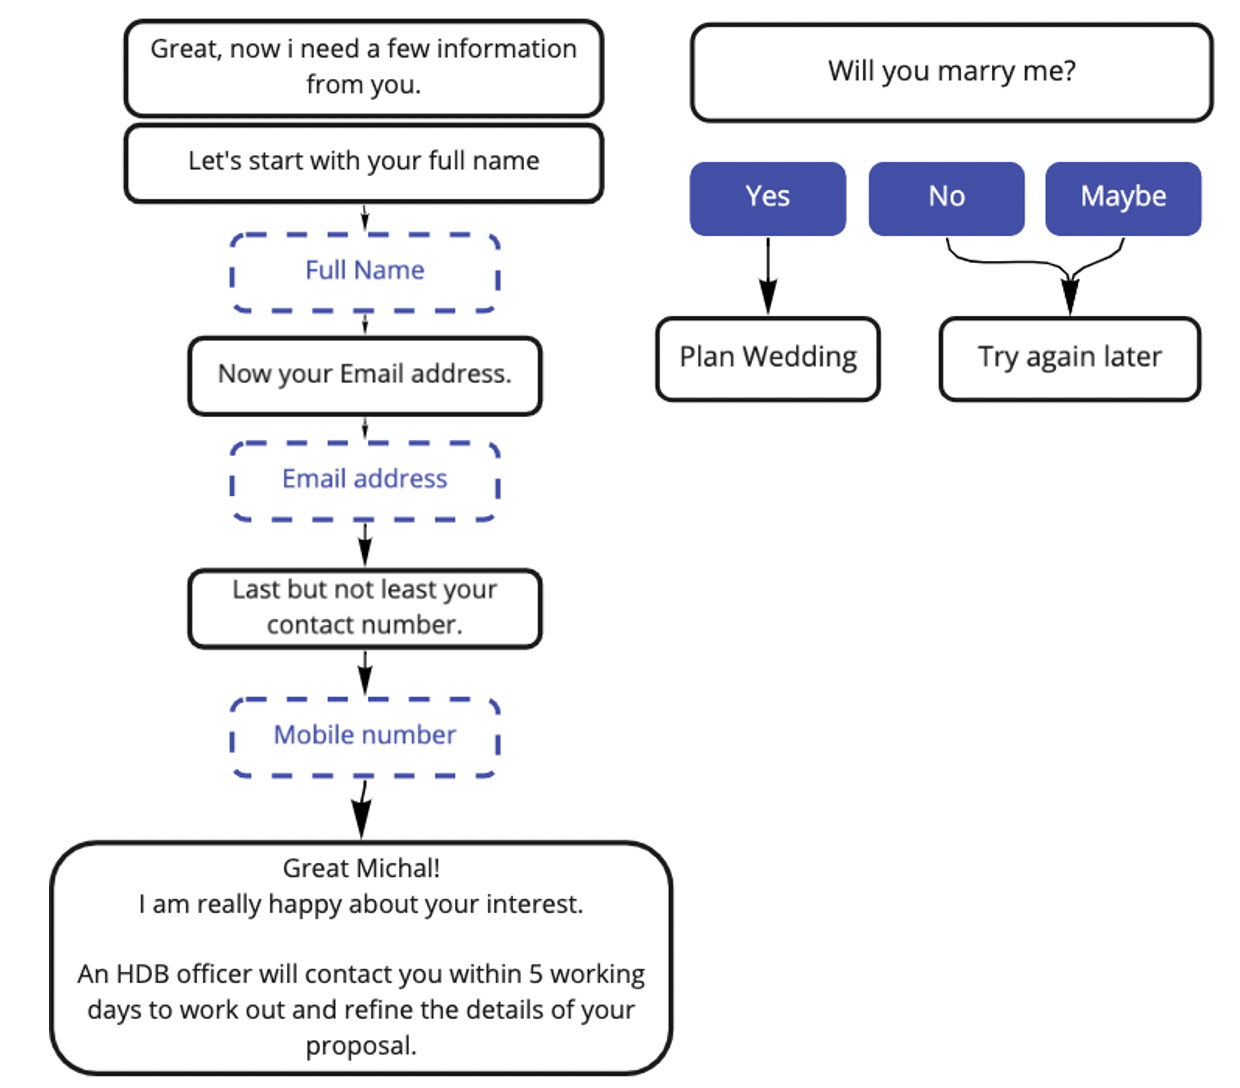 Great, now i need a few information
from you.
Let's start with your full name
Full Name
Now your Email address.
Email address
Last but not least your
contact number.
Mobile number
Great Michal!
I am really happy about your interest.
An HDB officer will contact you within 5 working
days to work out and refine the details of your
proposal.
Will you marry me?
Yes
No
Maybe
Plan Wedding
Try again later